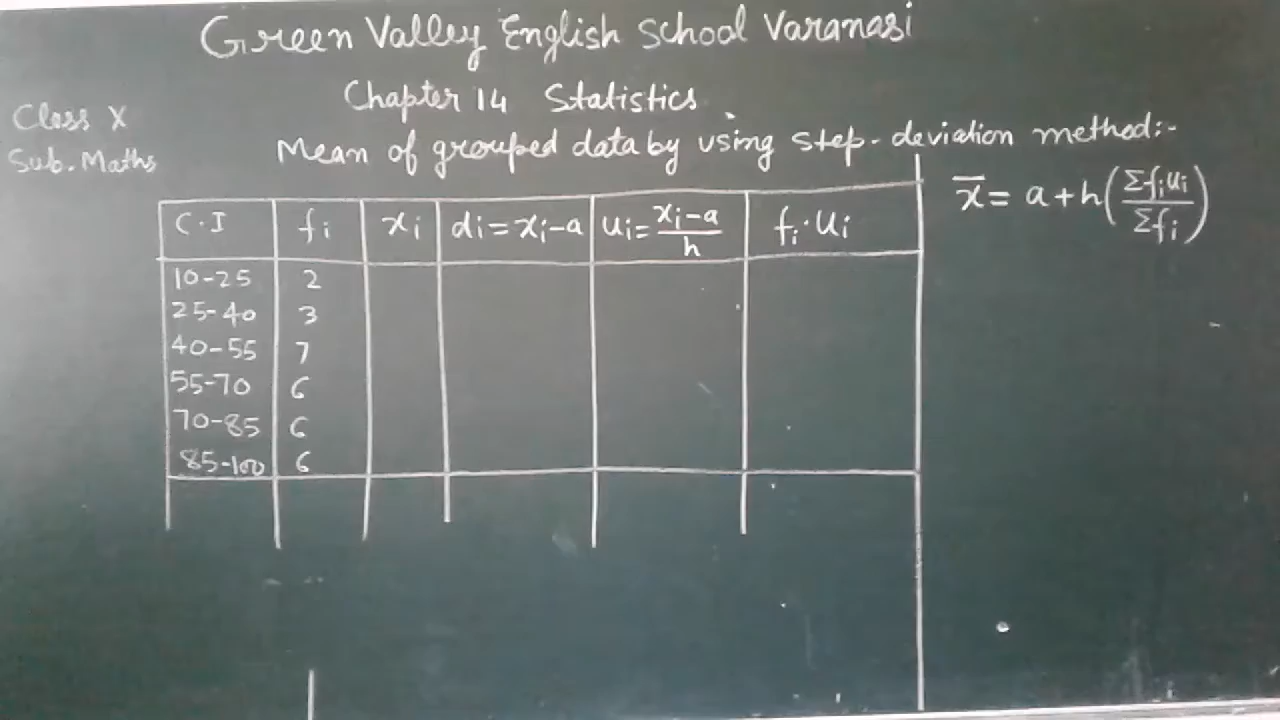 Green Valley English School Varanasi
Chapter 14 Statistics
Class X
Sub. Maths
Mean of grouped data by using step-deviation method:-
x̄ = a+h(Σfiui/Σfi)
C.I fi xi di=xi-a ui=xi-a/h fi.ui
10-25 2
25-40 3
40-55 7
55-70 6
70-85 6
85-100 6